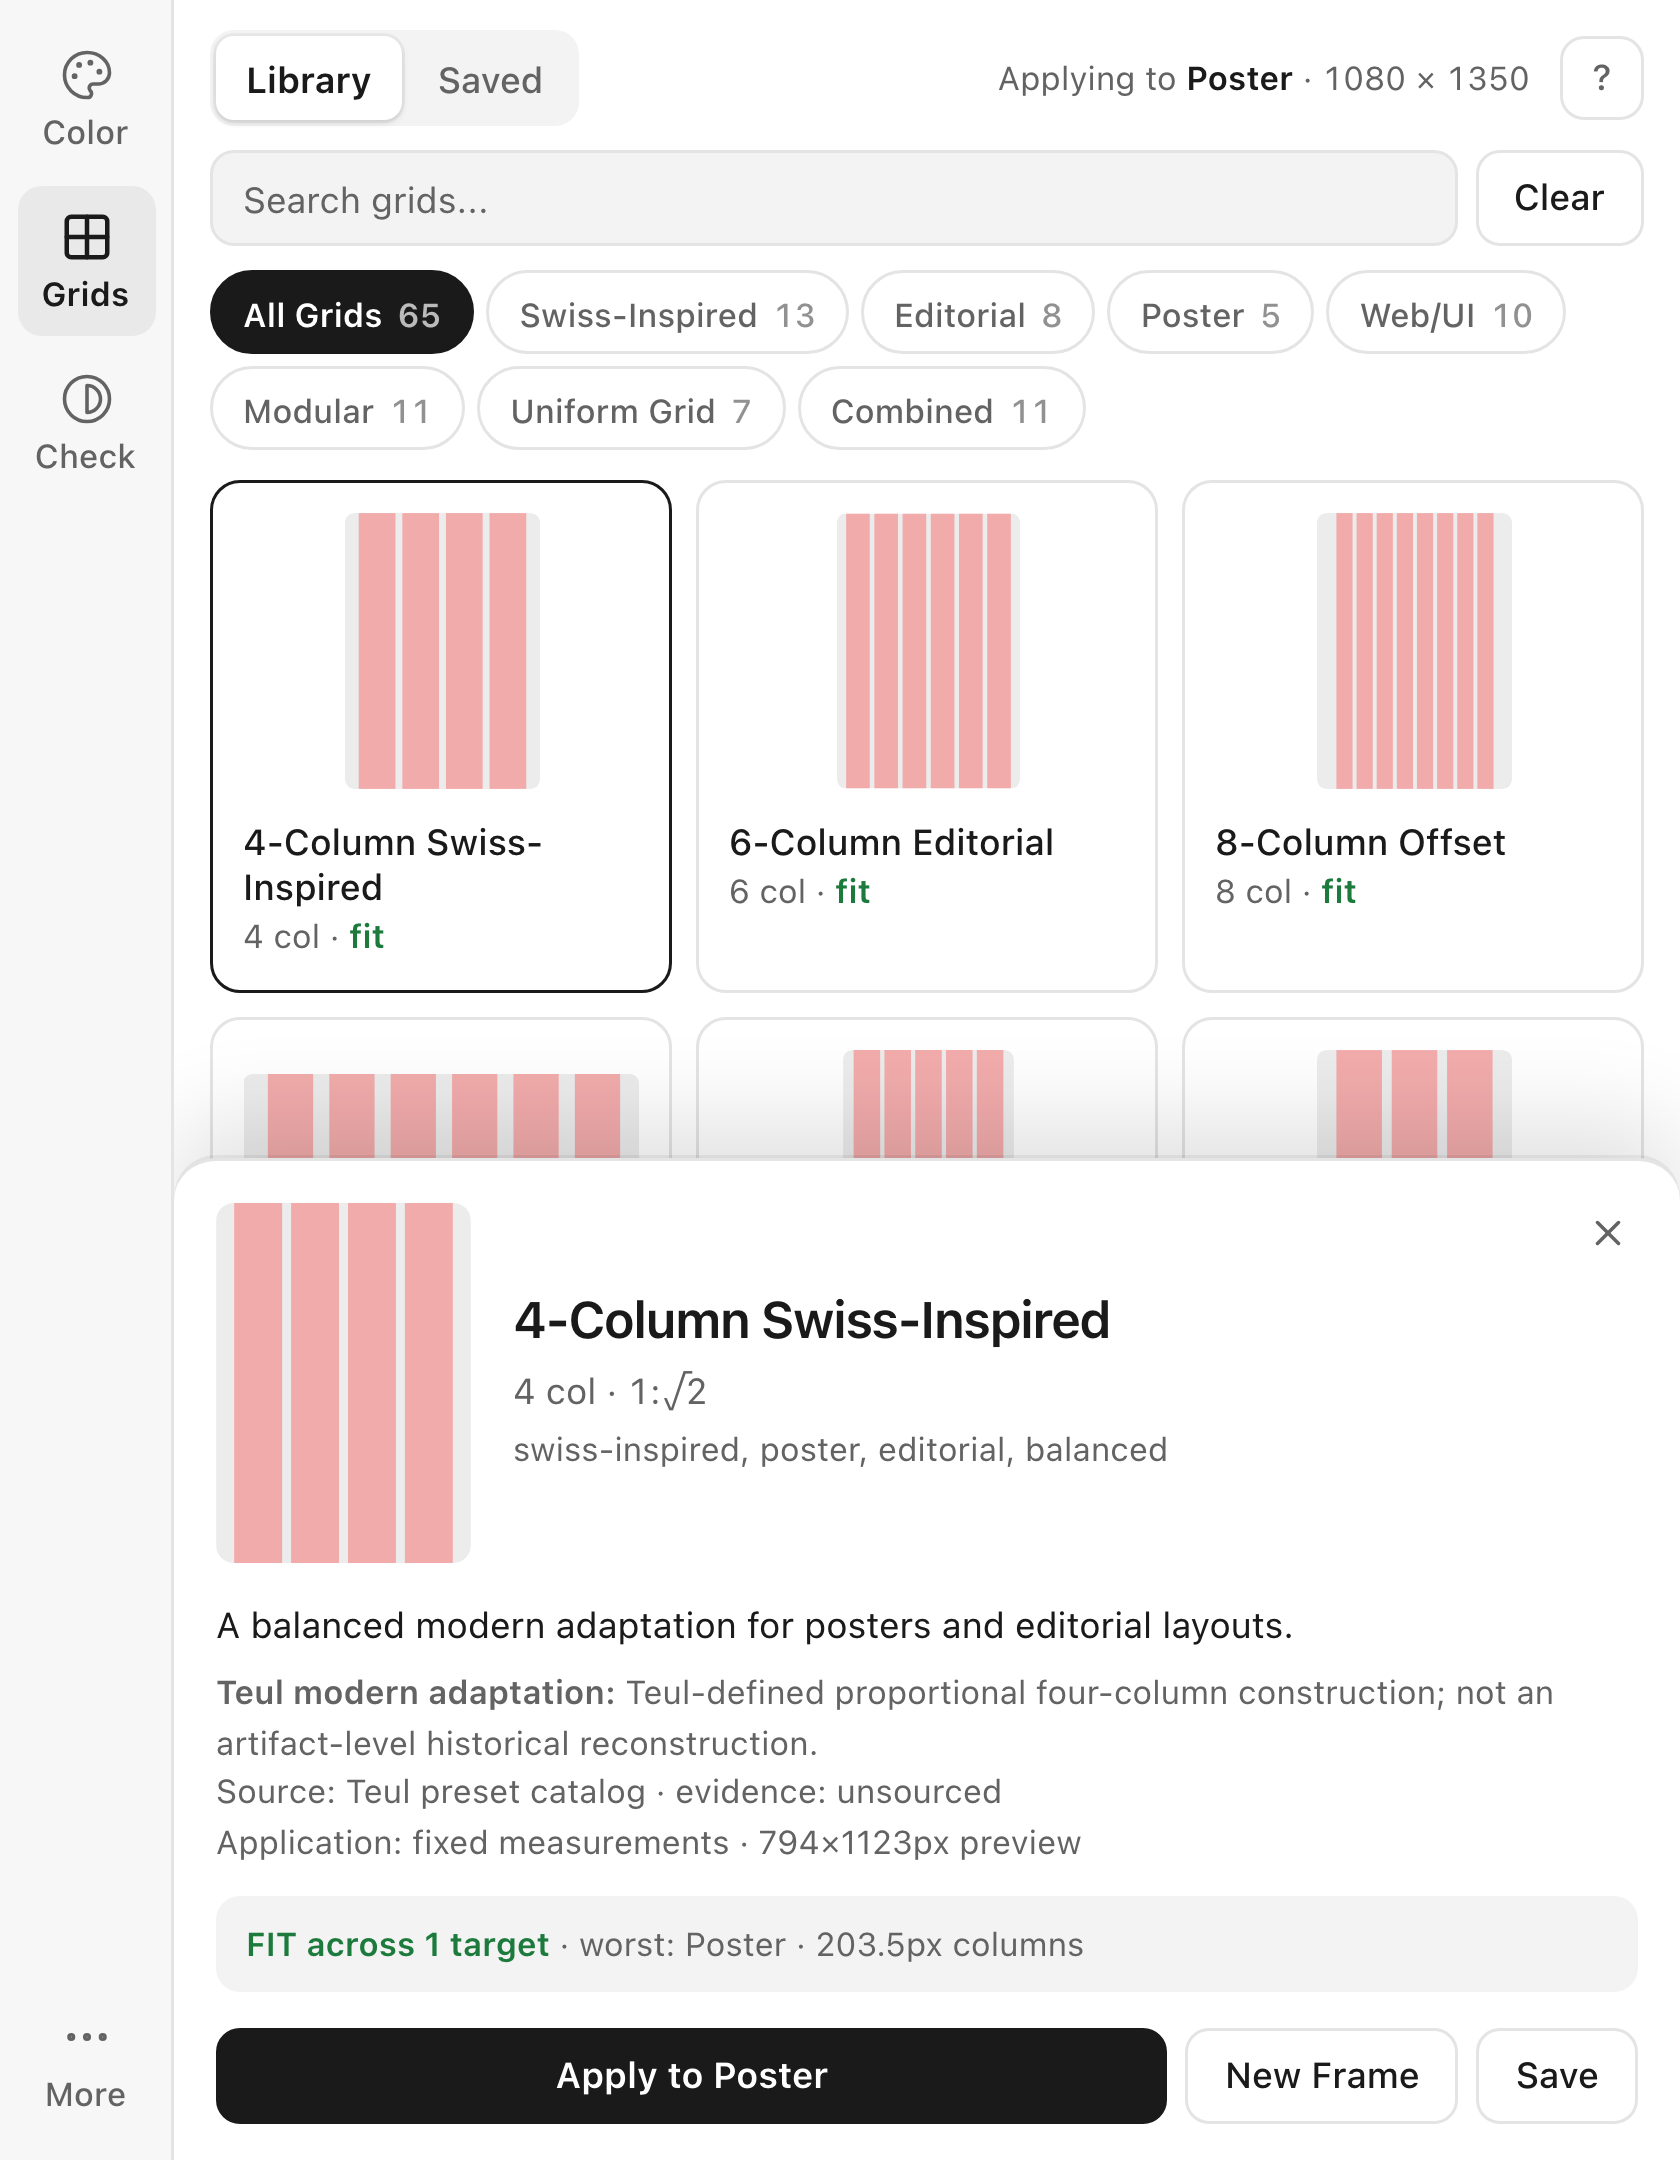 Color
Grids
Check
More
Library Saved
Applying to Poster · 1080 × 1350 ?
Search grids...
Clear
All Grids 65 Swiss-Inspired 13 Editorial 8 Poster 5 Web/UI 10
Modular 11 Uniform Grid 7 Combined 11
4-Column Swiss-
Inspired
4 col · fit
6-Column Editorial
6 col · fit
8-Column Offset
8 col · fit
4-Column Swiss-Inspired
4 col · 1:√2
swiss-inspired, poster, editorial, balanced
A balanced modern adaptation for posters and editorial layouts.
Teul modern adaptation: Teul-defined proportional four-column construction; not an
artifact-level historical reconstruction.
Source: Teul preset catalog · evidence: unsourced
Application: fixed measurements · 794×1123px preview
FIT across 1 target · worst: Poster · 203.5px columns
Apply to Poster New Frame Save